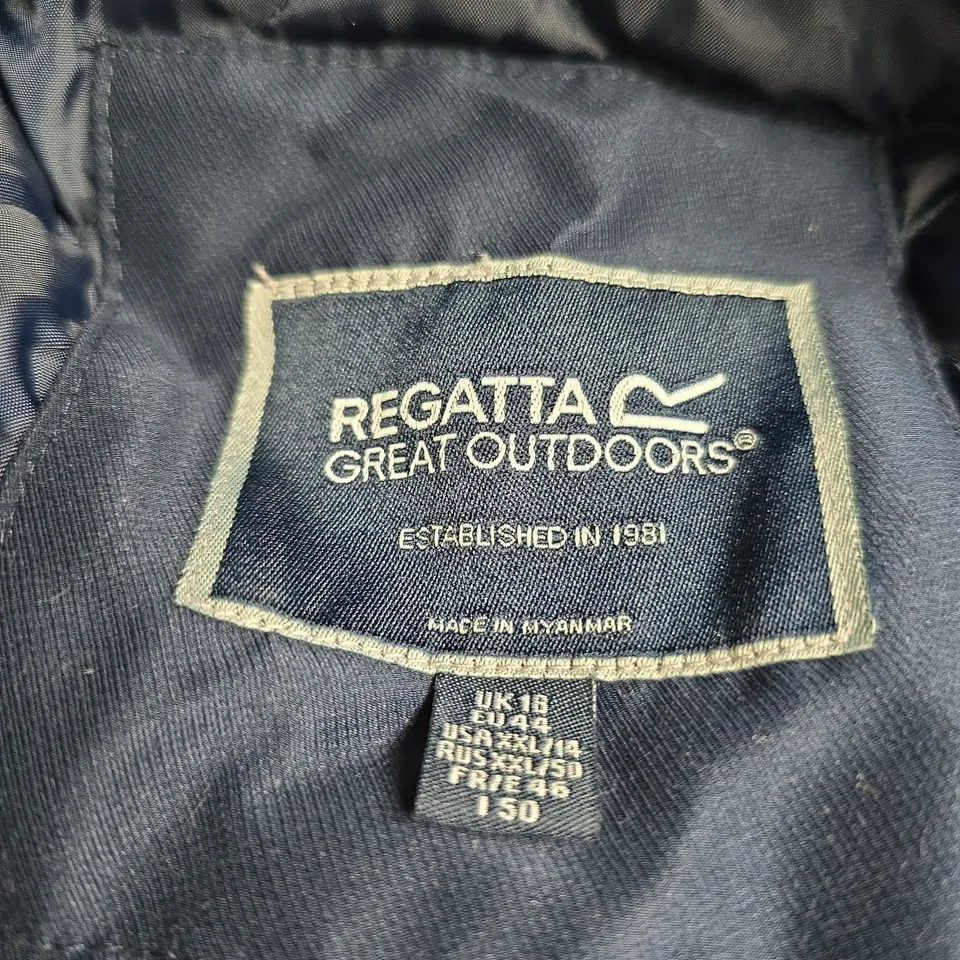 REGATTA R
GREAT OUTDOORS®
ESTABLISHED IN 1981
MADE IN MYANMAR
UK 18
EU 44
USA XXL/14
RUS XXL/50
FR/E 46
I 50